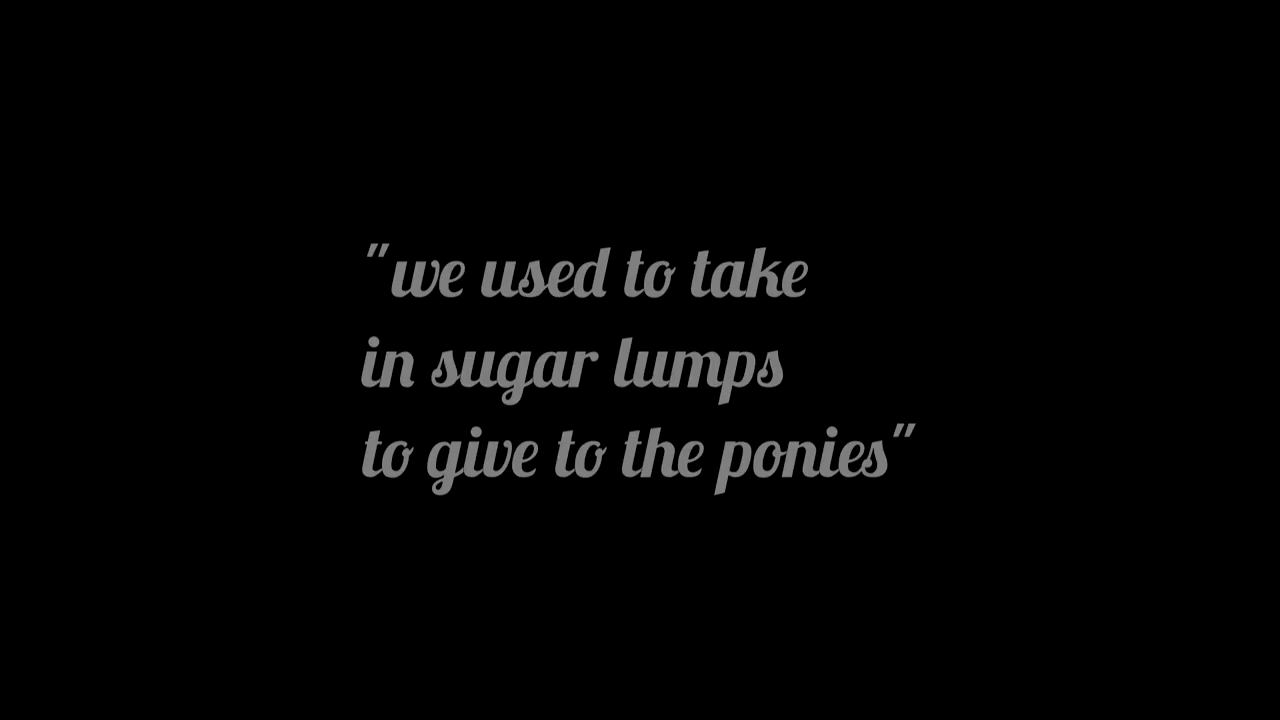 "we used to take
in sugar lumps
to give to the ponies"